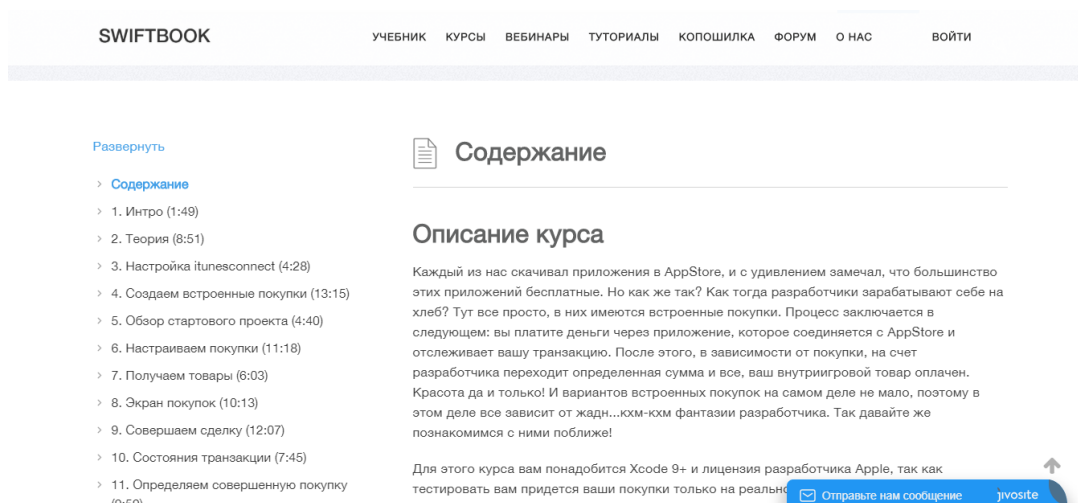 SWIFTBOOK
УЧЕБНИК КУРСЫ ВЕБИНАРЫ ТУТОРИАЛЫ КОПОШИЛКА ФОРУМ О НАС ВОЙТИ
Развернуть
Содержание
1. Интро (1:49)
2. Теория (8:51)
3. Настройка itunesconnect (4:28)
4. Создаем встроенные покупки (13:15)
5. Обзор стартового проекта (4:40)
6. Настраиваем покупки (11:18)
7. Получаем товары (6:03)
8. Экран покупок (10:13)
9. Совершаем сделку (12:07)
10. Состояния транзакции (7:45)
11. Определяем совершенную покупку
Содержание
Описание курса
Каждый из нас скачивал приложения в AppStore, и с удивлением замечал, что большинство
этих приложений бесплатные. Но как же так? Как тогда разработчики зарабатывают себе на
хлеб? Тут все просто, в них имеются встроенные покупки. Процесс заключается в
следующем: вы платите деньги через приложение, которое соединяется с AppStore и
отслеживает вашу транзакцию. После этого, в зависимости от покупки, на счет
разработчика переходит определенная сумма и все, ваш внутриигровой товар оплачен.
Красота да и только! И вариантов встроенных покупок на самом деле не мало, поэтому в
этом деле все зависит от жадн...кхм-кхм фантазии разработчика. Так давайте же
познакомимся с ними поближе!
Для этого курса вам понадобится Xcode 9+ и лицензия разработчика Apple, так как
тестировать вам придется ваши покупки только на
Отправьте нам сообщение jivosite